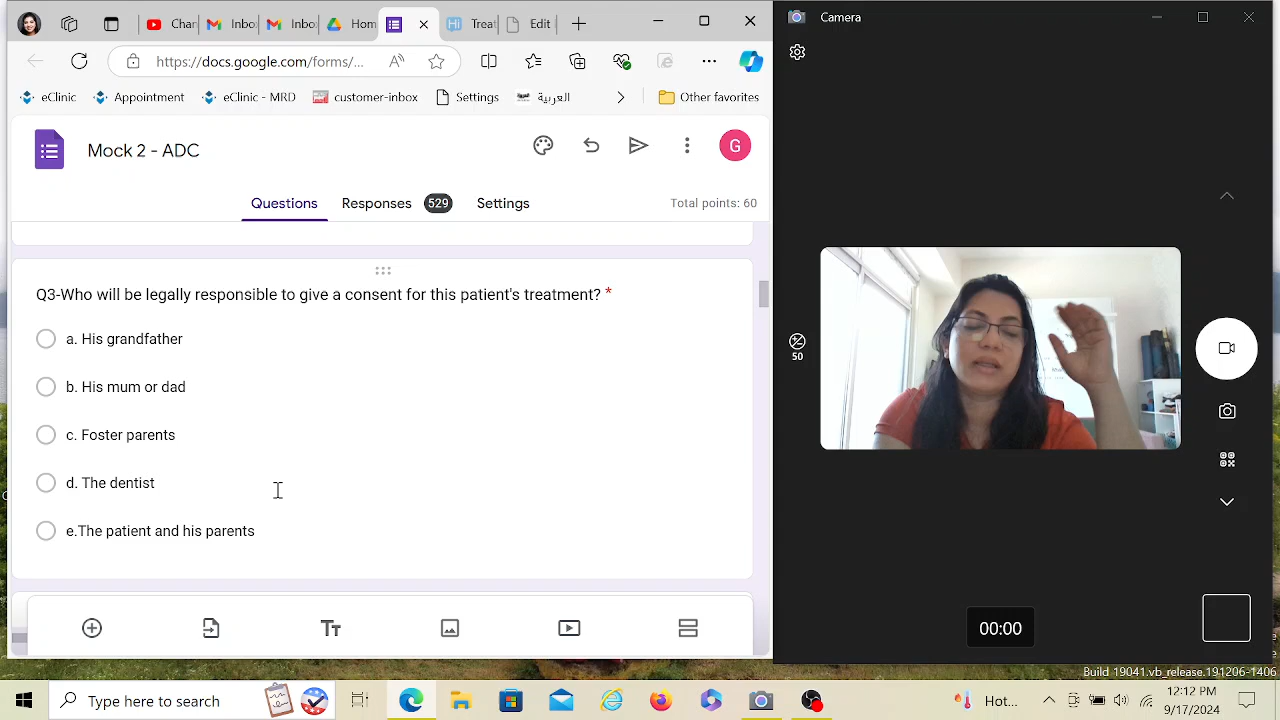 Char
Inbo
Inbo
Hom
Hi
Trea
Edit
https://docs.google.com/forms/...
eClinic
Appointment
eClinic - MRD
customer-inbox
Settings
العربية
Other favorites
Mock 2 - ADC
G
Questions
Responses
529
Settings
Total points: 60
Q3-Who will be legally responsible to give a consent for this patient's treatment? *
a. His grandfather
b. His mum or dad
c. Foster parents
d. The dentist
e.The patient and his parents
Tт
Camera
50
00:00
Build 19041.vb_release.191206-1406
Type here to search
Hot...
12:12 PM
9/17/2024